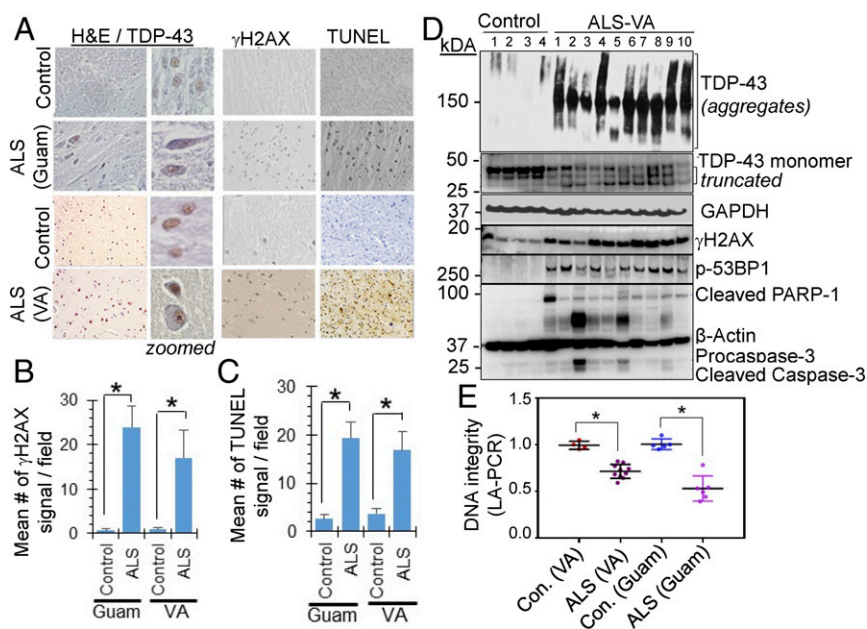 A
H&E / TDP-43
γH2AX
TUNEL
Control
ALS
(Guam)
Control
ALS
(VA)
zoomed
B
Mean # of γH2AX
signal / field
30
20
10
0
*
*
Control
ALS
Control
ALS
Guam
VA
C
Mean # of TUNEL
signal / field
30
20
10
0
*
*
Control
ALS
Control
ALS
Guam
VA
D
Control
ALS-VA
kDA
1 2 3 4 1 2 3 4 5 6 7 8 9 10
150
TDP-43
(aggregates)
50
25
TDP-43 monomer
truncated
37
GAPDH
20
γH2AX
250
p-53BP1
100
Cleaved PARP-1
37
β-Actin
25
Procaspase-3
Cleaved Caspase-3
E
DNA integrity
(LA-PCR)
1.5
1.0
0.5
0.0
*
*
Con. (VA)
ALS (VA)
Con. (Guam)
ALS (Guam)